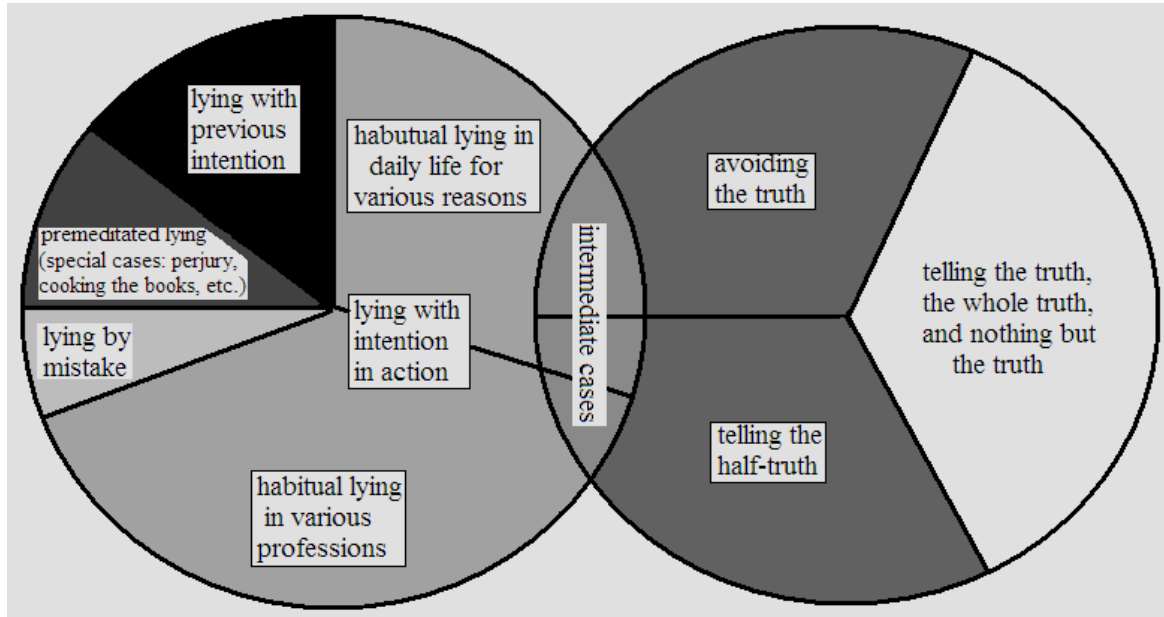 lying with
previous
intention
habutual lying in
daily life for
various reasons
premeditated lying
(special cases: perjury,
cooking the books, etc.)
lying by
mistake
lying with
intention
in action
habitual lying
in various
professions
intermediate cases
avoiding
the truth
telling the
half-truth
telling the truth,
the whole truth,
and nothing but
the truth